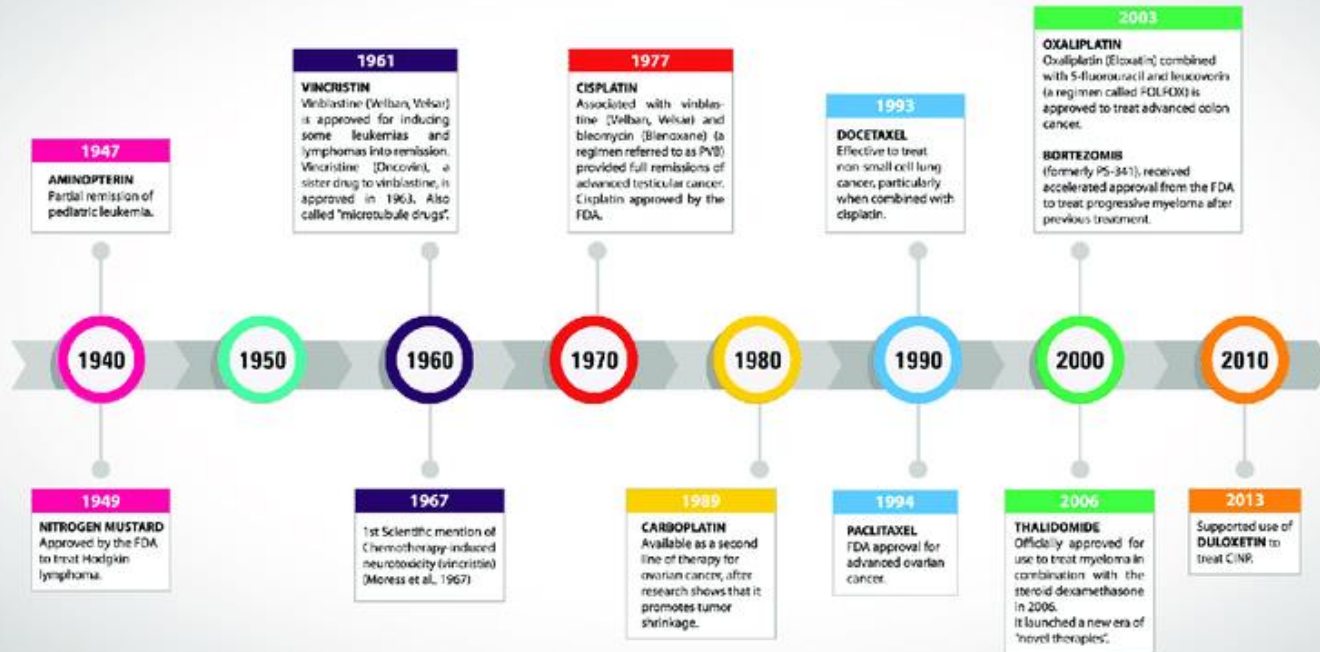 1947
AMINOPTERIN
Partial remission of
pediatric leukemia.
1961
VINCRISTIN
Vinblastine (Velban, Velsar)
is approved for inducing
some leukemias and
lymphomas into remission.
Vincristine (Oncovin), a
sister drug to vinblastine, is
approved in 1963. Also
called "microtubule drugs".
1977
CISPLATIN
Associated with vinblas-
tine (Velban, Velsar) and
bleomycin (Blenoxane) (a
regimen referred to as PVB)
provided full remissions of
advanced testicular cancer.
Cisplatin approved by the
FDA.
1993
DOCETAXEL
Effective to treat
non small cell lung
cancer, particularly
when combined with
cisplatin.
2003
OXALIPLATIN
Oxaliplatin (Eloxatin) combined
with 5-fluorouracil and leucovorin
(a regimen called FOLFOX) is
approved to treat advanced colon
cancer.
BORTEZOMIB
(formerly PS-341), received
accelerated approval from the FDA
to treat progressive myeloma after
previous treatment.
1940
1950
1960
1970
1980
1990
2000
2010
1949
NITROGEN MUSTARD
Approved by the FDA
to treat Hodgkin
lymphoma.
1967
1st Scientific mention of
Chemotherapy-induced
neurotoxicity (vincristin)
(Moress et al., 1967)
1989
CARBOPLATIN
Available as a second
line of therapy for
ovarian cancer, after
research shows that it
promotes tumor
shrinkage.
1994
PACLITAXEL
FDA approval for
advanced ovarian
cancer.
2006
THALIDOMIDE
Officially approved for
use to treat myeloma in
combination with the
steroid dexamethasone
in 2006.
It launched a new era of
"novel therapies".
2013
Supported use of
DULOXETIN to
treat CINP.